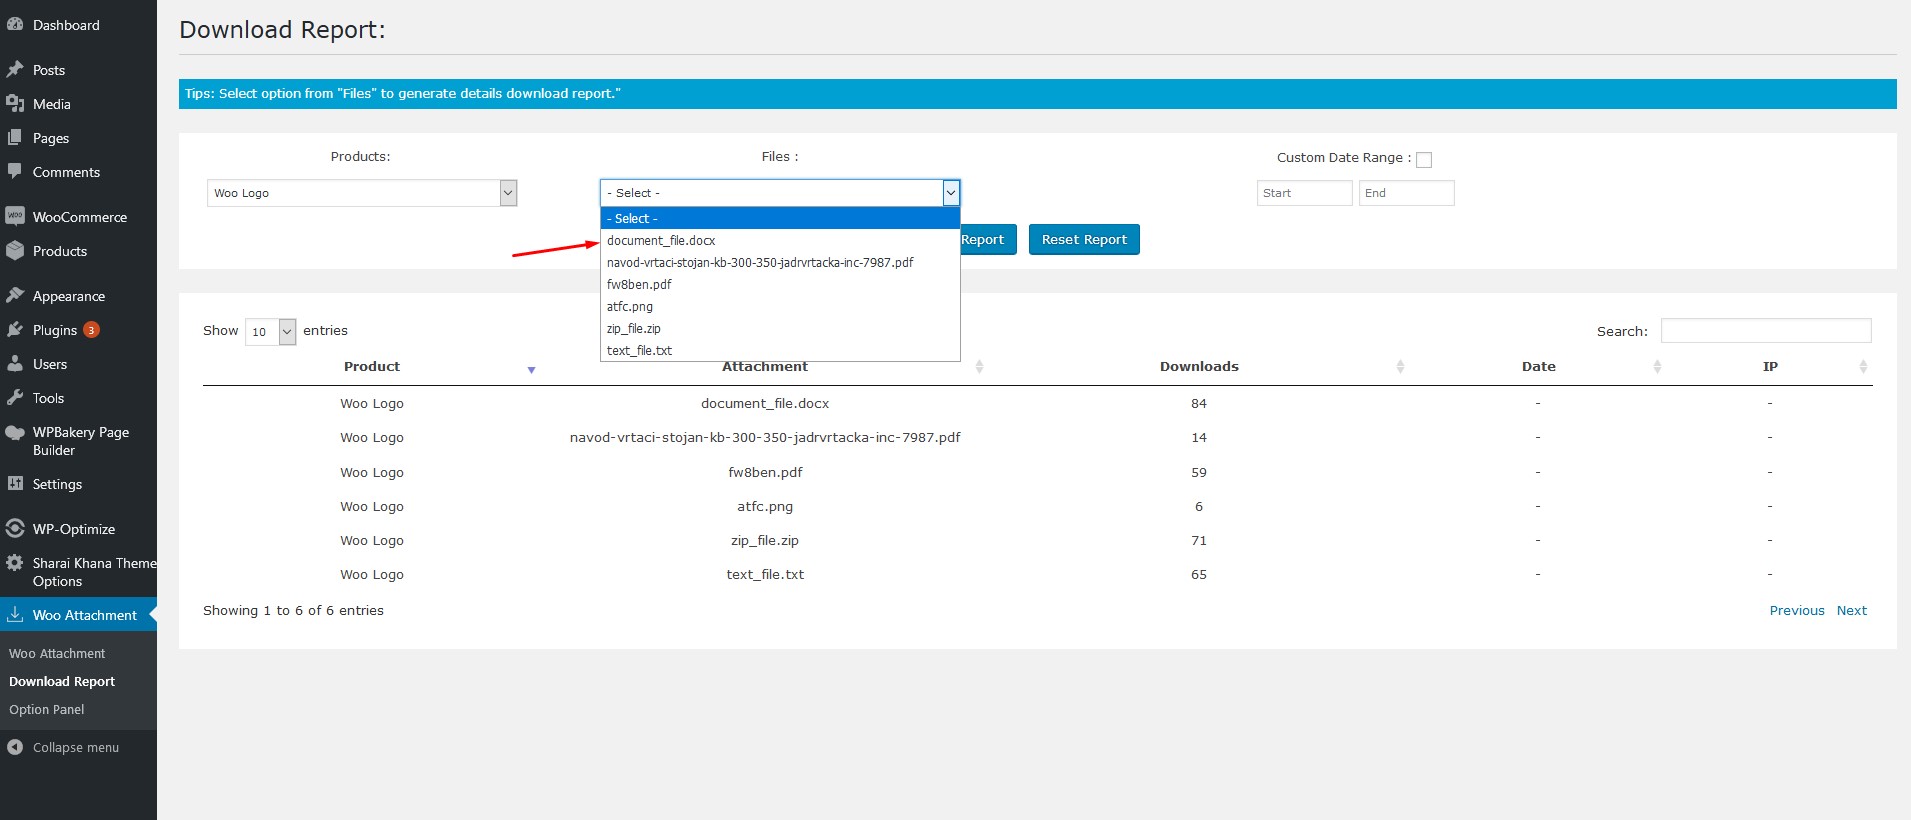 Dashboard
Posts
Media
Pages
Comments
WooCommerce
Products
Appearance
Plugins 3
Users
Tools
WPBakery Page
Builder
Settings
WP-Optimize
Sharai Khana Theme
Options
Woo Attachment
Woo Attachment
Download Report
Option Panel
Collapse menu
Download Report:
Tips: Select option from "Files" to generate details download report."
Products: Files : Custom Date Range :
Woo Logo - Select - Start End
- Select -
document_file.docx
navod-vrtaci-stojan-kb-300-350-jadrvrtacka-inc-7987.pdf
fw8ben.pdf
atfc.png
zip_file.zip
text_file.txt
Report Reset Report
Show 10 entries Search:
Product Attachment Downloads Date IP
Woo Logo document_file.docx 84 - -
Woo Logo navod-vrtaci-stojan-kb-300-350-jadrvrtacka-inc-7987.pdf 14 - -
Woo Logo fw8ben.pdf 59 - -
Woo Logo atfc.png 6 - -
Woo Logo zip_file.zip 71 - -
Woo Logo text_file.txt 65 - -
Showing 1 to 6 of 6 entries Previous Next